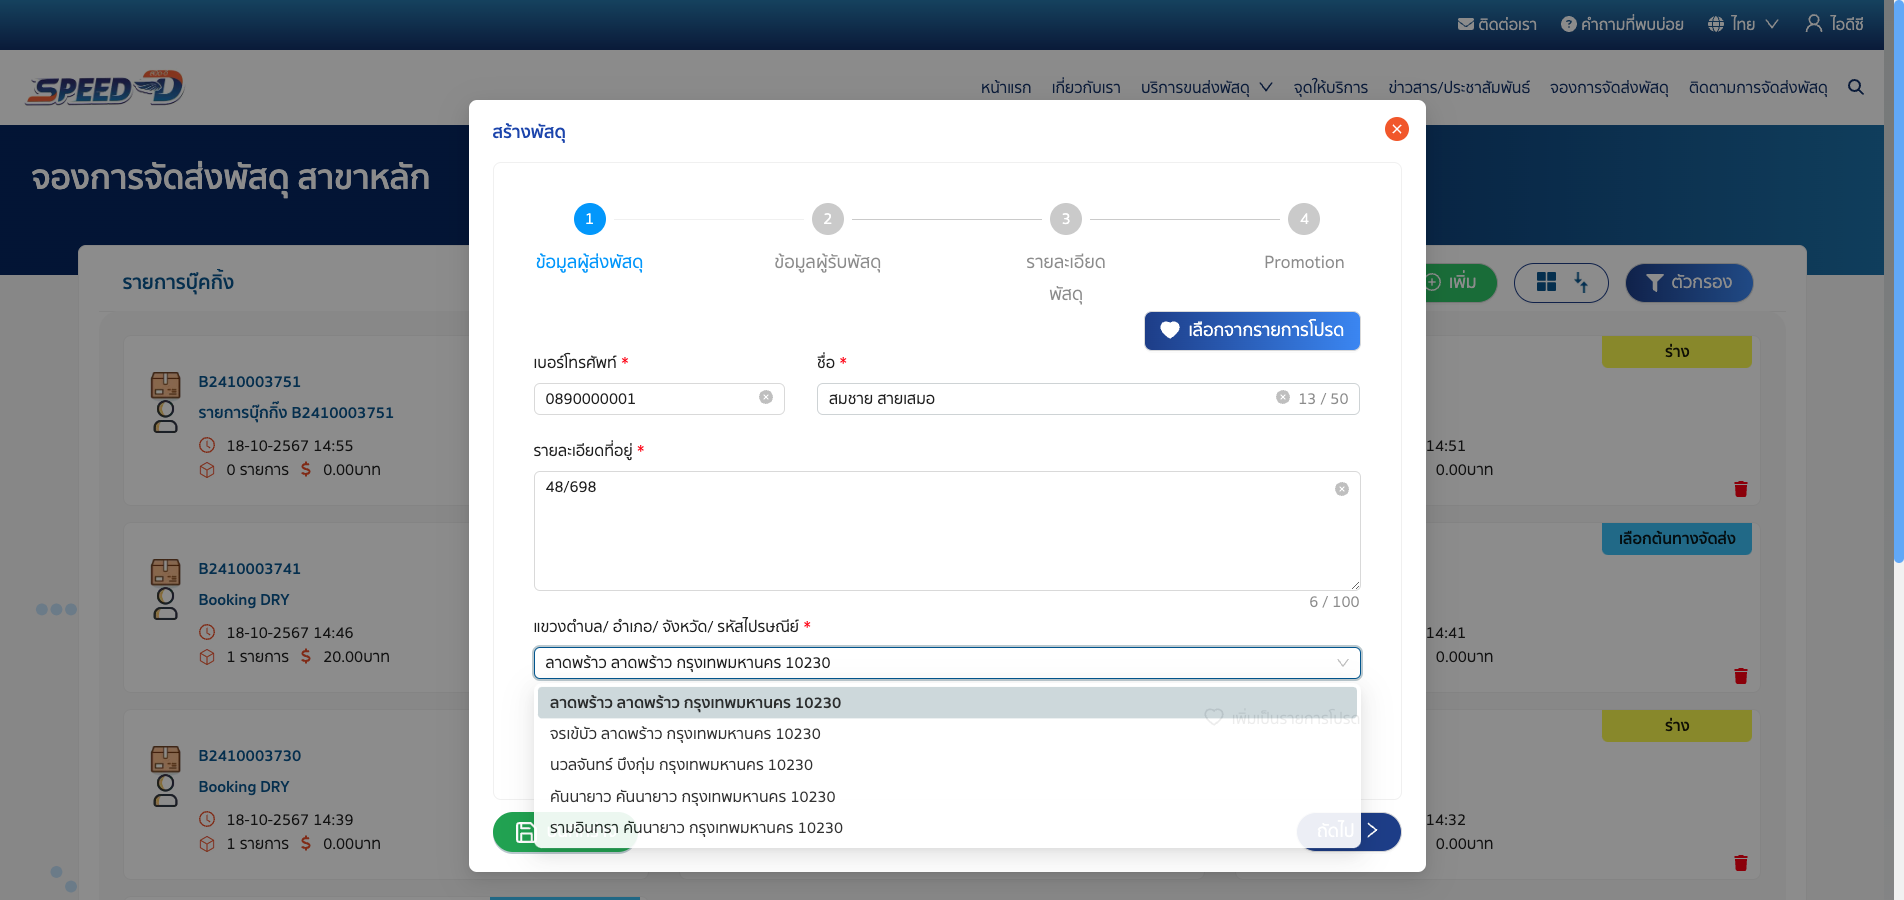 ติดต่อเรา
คำถามที่พบบ่อย
ไทย
ไอดีซี
SPEED D
หน้าแรก
เกี่ยวกับเรา
บริการขนส่งพัสดุ
จุดให้บริการ
ข่าวสาร/ประชาสัมพันธ์
จองการจัดส่งพัสดุ
ติดตามการจัดส่งพัสดุ
จองการจัดส่งพัสดุ สาขาหลัก
รายการบุ๊คกิ้ง
เพิ่ม
ตัวกรอง
B2410003751
รายการบุ๊กกิ๊ง B2410003751
18-10-2567 14:55
0 รายการ $ 0.00บาท
B2410003741
Booking DRY
18-10-2567 14:46
1 รายการ $ 20.00บาท
B2410003730
Booking DRY
18-10-2567 14:39
1 รายการ $ 0.00บาท
สร้างพัสดุ
1
ข้อมูลผู้ส่งพัสดุ
2
ข้อมูลผู้รับพัสดุ
3
รายละเอียด
พัสดุ
4
Promotion
เลือกจากรายการโปรด
เบอร์โทรศัพท์ *
0890000001
ชื่อ *
สมชาย สายเสมอ
13 / 50
รายละเอียดที่อยู่ *
48/698
6 / 100
แขวงตำบล/ อำเภอ/ จังหวัด/ รหัสไปรษณีย์ *
ลาดพร้าว ลาดพร้าว กรุงเทพมหานคร 10230
ลาดพร้าว ลาดพร้าว กรุงเทพมหานคร 10230
เพิ่มเป็นรายการโปรด
จรเข้บัว ลาดพร้าว กรุงเทพมหานคร 10230
นวลจันทร์ บึงกุ่ม กรุงเทพมหานคร 10230
คันนายาว คันนายาว กรุงเทพมหานคร 10230
รามอินทรา คันนายาว กรุงเทพมหานคร 10230
ถัดไป
ร่าง
14:51
0.00บาท
เลือกต้นทางจัดส่ง
14:41
0.00บาท
ร่าง
14:32
0.00บาท